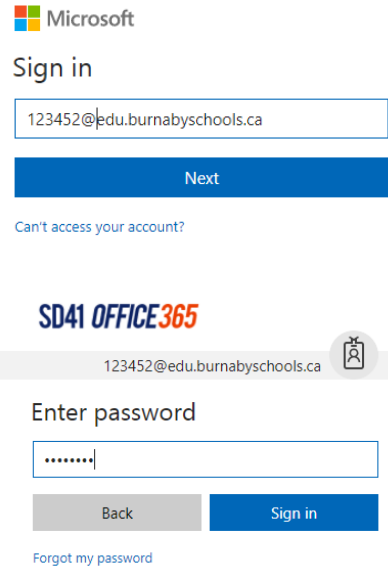 Microsoft
Sign in
123452@edu.burnabyschools.ca
Next
Can't access your account?
SD41 OFFICE365
123452@edu.burnabyschools.ca
Enter password
••••••••
Back Sign in
Forgot my password